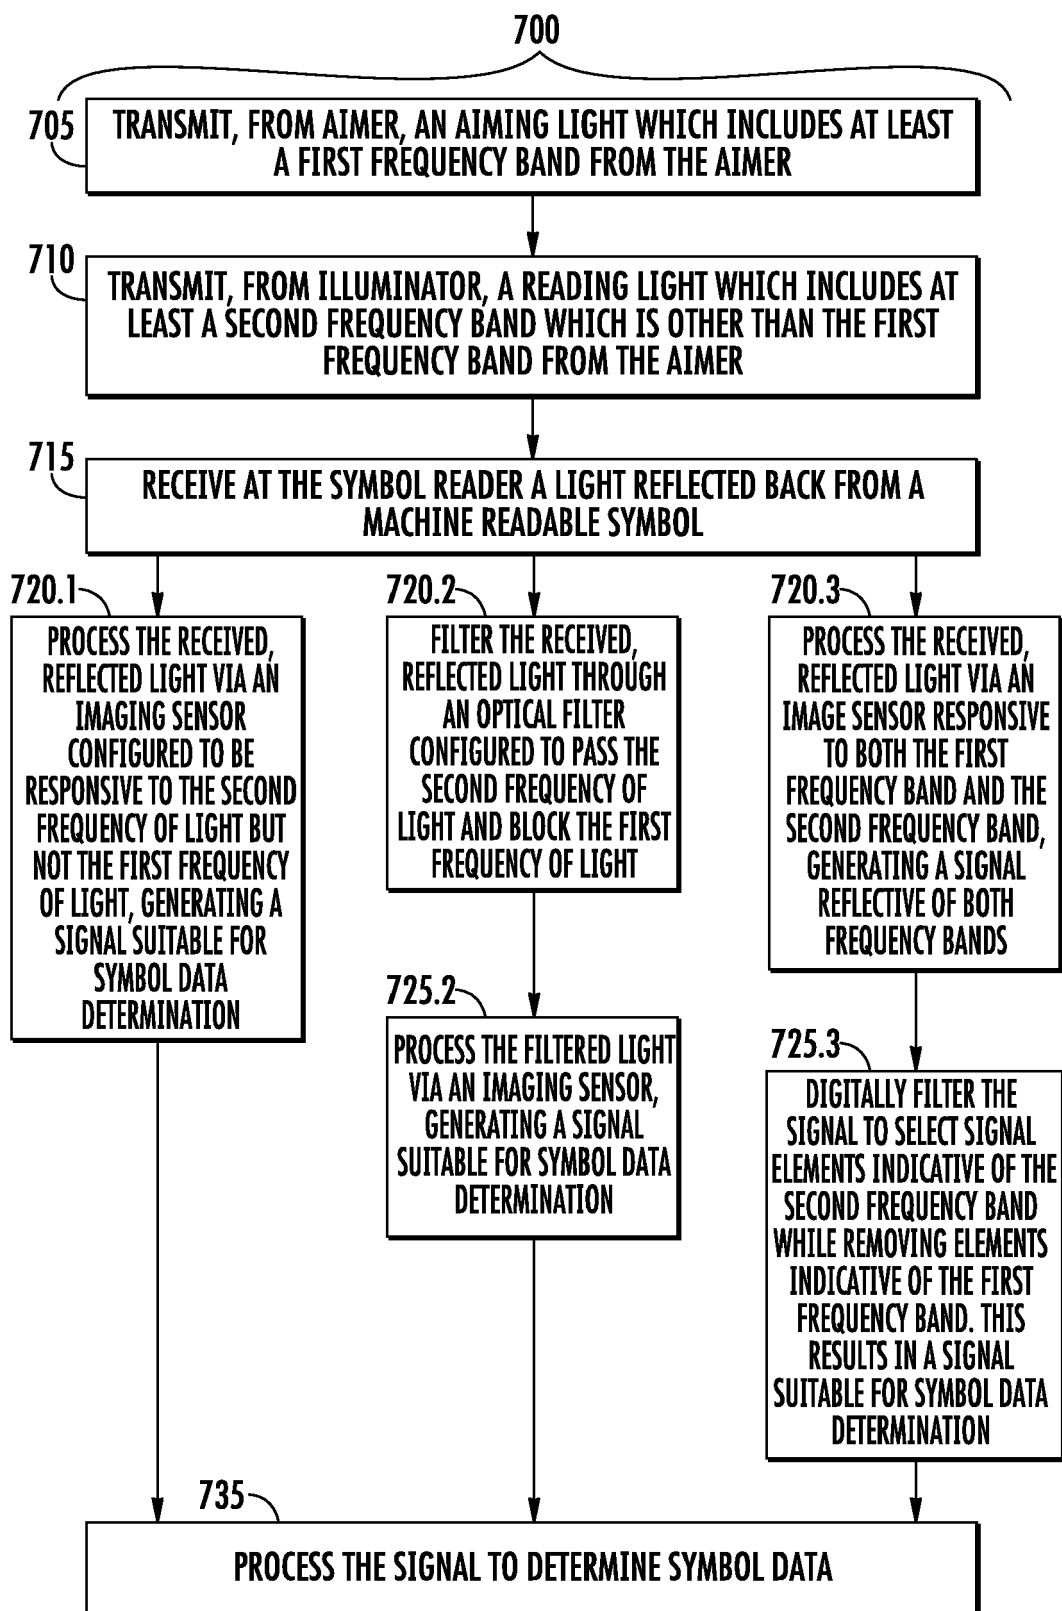 700
705
TRANSMIT, FROM AIMER, AN AIMING LIGHT WHICH INCLUDES AT LEAST
A FIRST FREQUENCY BAND FROM THE AIMER
710
TRANSMIT, FROM ILLUMINATOR, A READING LIGHT WHICH INCLUDES AT
LEAST A SECOND FREQUENCY BAND WHICH IS OTHER THAN THE FIRST
FREQUENCY BAND FROM THE AIMER
715
RECEIVE AT THE SYMBOL READER A LIGHT REFLECTED BACK FROM A
MACHINE READABLE SYMBOL
720.1
PROCESS THE RECEIVED,
REFLECTED LIGHT VIA AN
IMAGING SENSOR
CONFIGURED TO BE
RESPONSIVE TO THE SECOND
FREQUENCY OF LIGHT BUT
NOT THE FIRST FREQUENCY
OF LIGHT, GENERATING A
SIGNAL SUITABLE FOR
SYMBOL DATA
DETERMINATION
720.2
FILTER THE RECEIVED,
REFLECTED LIGHT THROUGH
AN OPTICAL FILTER
CONFIGURED TO PASS THE
SECOND FREQUENCY OF
LIGHT AND BLOCK THE FIRST
FREQUENCY OF LIGHT
725.2
PROCESS THE FILTERED LIGHT
VIA AN IMAGING SENSOR,
GENERATING A SIGNAL
SUITABLE FOR SYMBOL DATA
DETERMINATION
720.3
PROCESS THE RECEIVED,
REFLECTED LIGHT VIA AN
IMAGE SENSOR RESPONSIVE
TO BOTH THE FIRST
FREQUENCY BAND AND THE
SECOND FREQUENCY BAND,
GENERATING A SIGNAL
REFLECTIVE OF BOTH
FREQUENCY BANDS
725.3
DIGITALLY FILTER THE
SIGNAL TO SELECT SIGNAL
ELEMENTS INDICATIVE OF THE
SECOND FREQUENCY BAND
WHILE REMOVING ELEMENTS
INDICATIVE OF THE FIRST
FREQUENCY BAND. THIS
RESULTS IN A SIGNAL
SUITABLE FOR SYMBOL DATA
DETERMINATION
735
PROCESS THE SIGNAL TO DETERMINE SYMBOL DATA